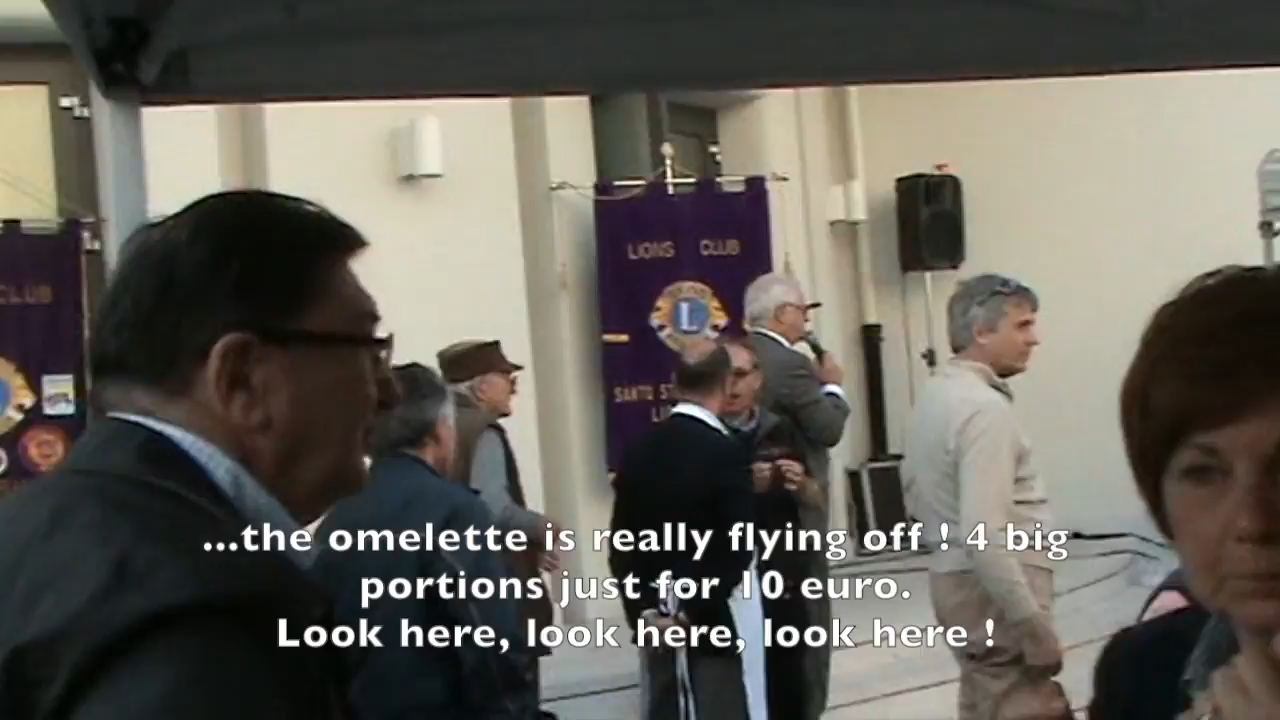 CLUB
LIONS CLUB
L
SANTO
...the omelette is really flying off ! 4 big
portions just for 10 euro.
Look here, look here, look here !